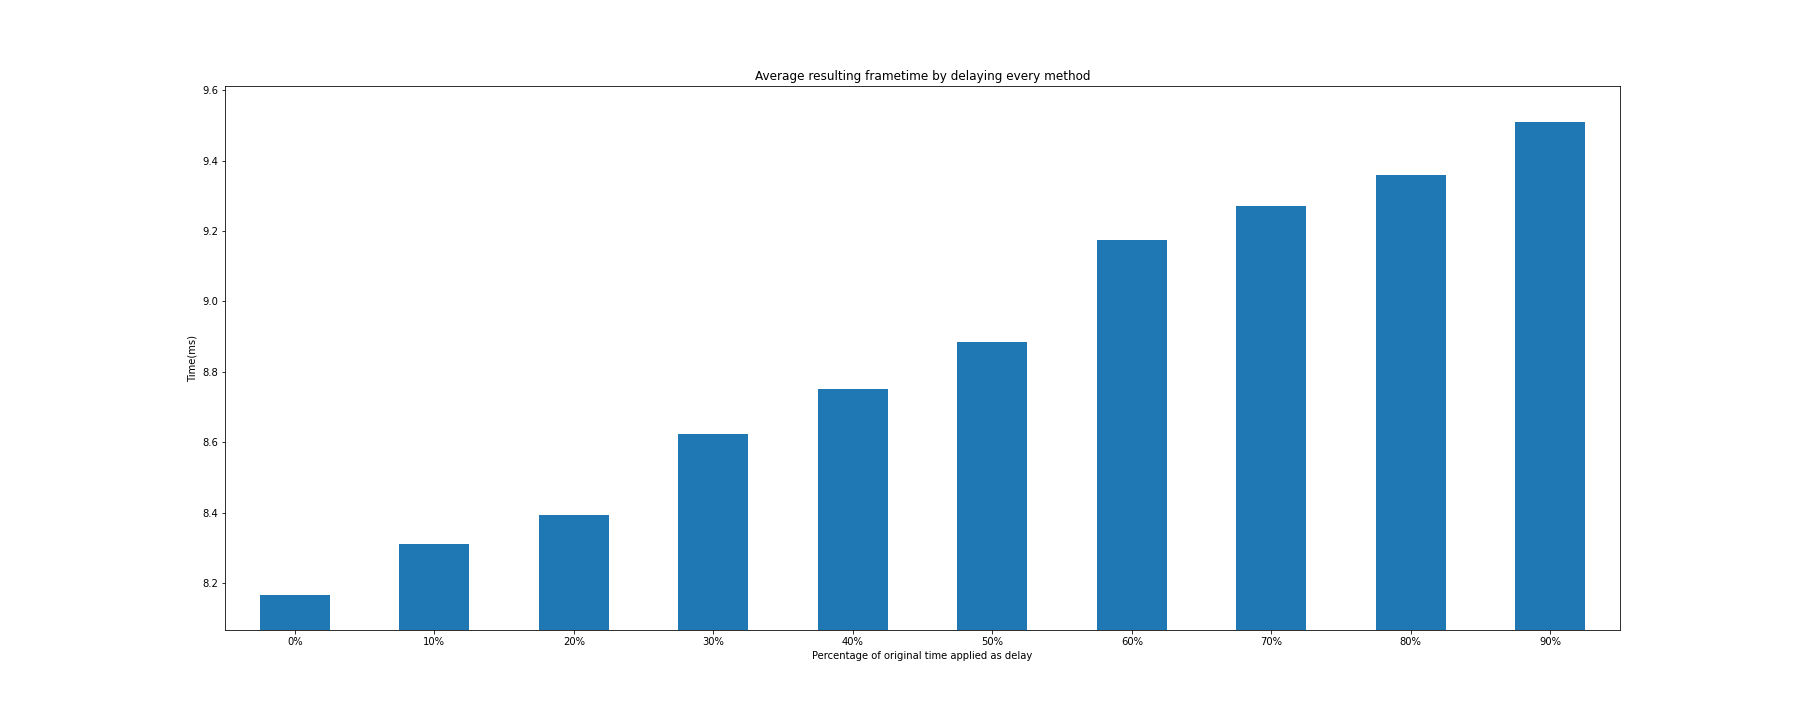 Average resulting frametime by delaying every method
9.6
9.4
9.2
9.0
8.8
8.6
8.4
8.2
Time(ms)
0% 10% 20% 30% 40% 50% 60% 70% 80% 90%
Percentage of original time applied as delay